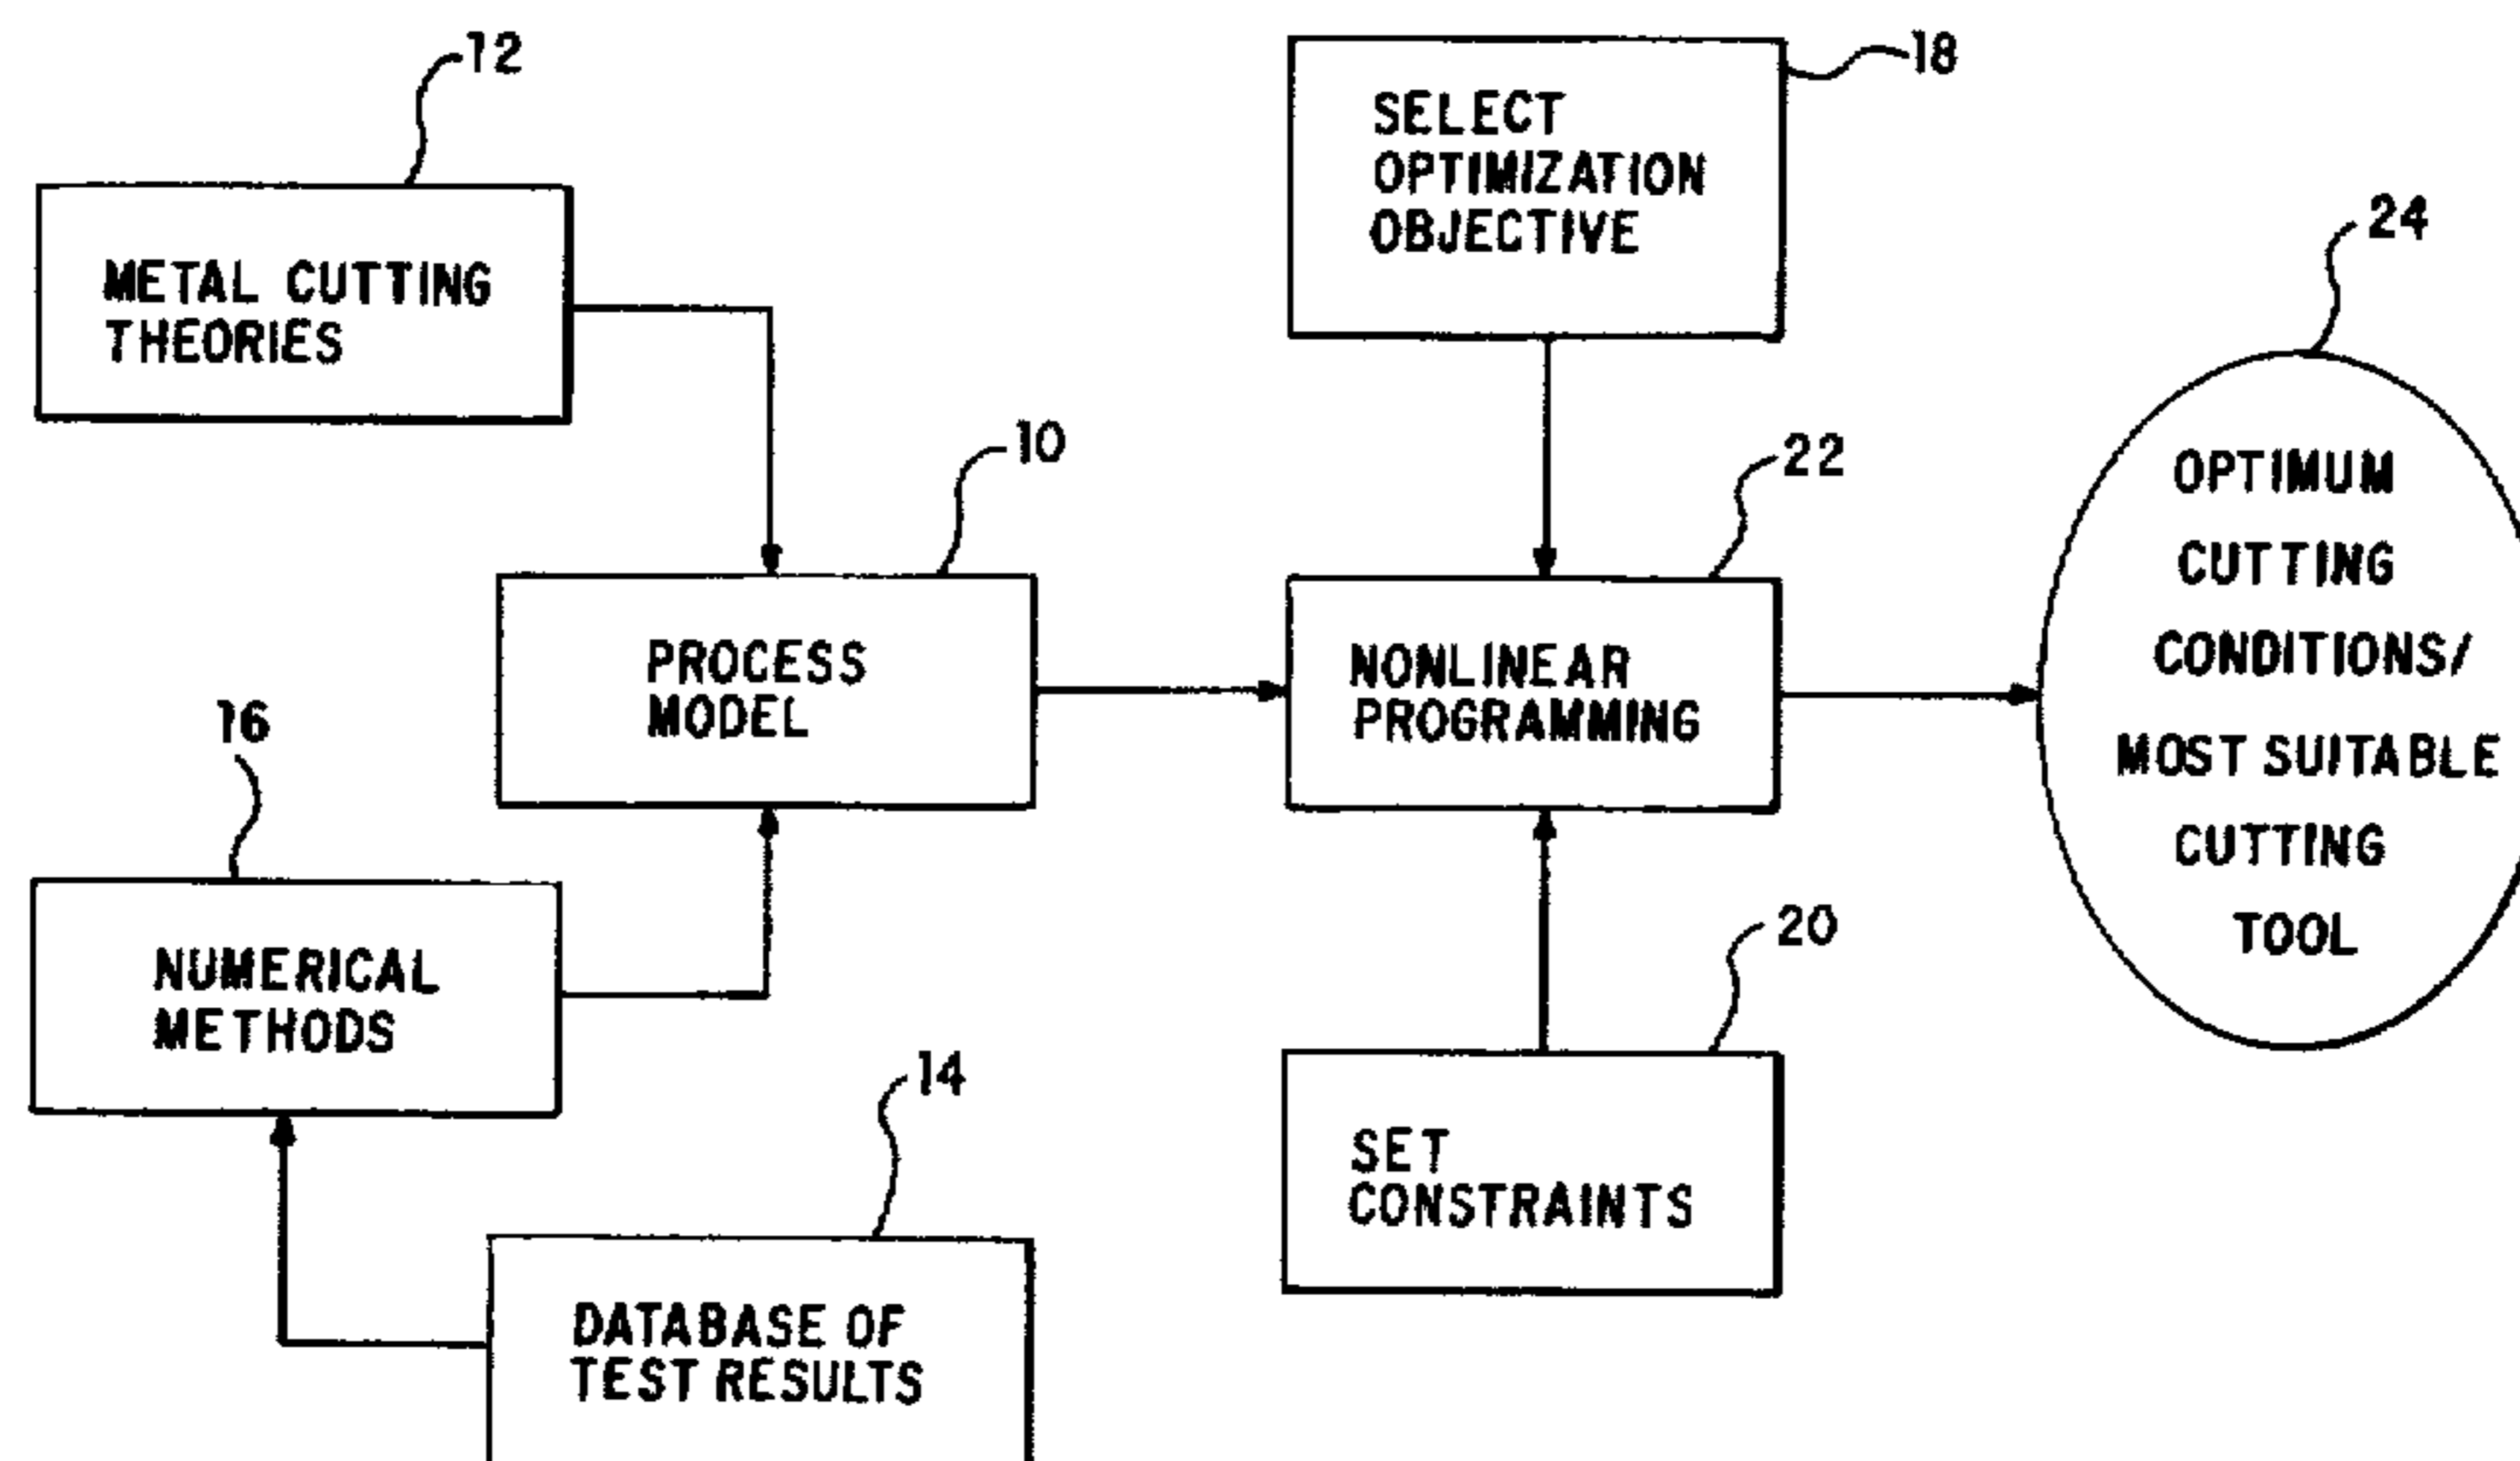 12
METAL CUTTING
THEORIES
18
SELECT
OPTIMIZATION
OBJECTIVE
10
PROCESS
MODEL
22
NONLINEAR
PROGRAMMING
24
OPTIMUM
CUTTING
CONDITIONS/
MOST SUITABLE
CUTTING
TOOL
16
NUMERICAL
METHODS
14
DATABASE OF
TEST RESULTS
20
SET
CONSTRAINTS